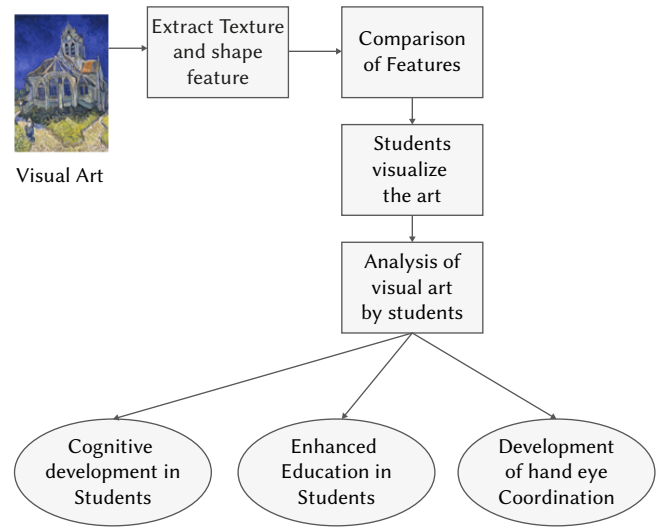 Extract Texture
and shape
feature
Comparison
of Features
Visual Art
Students
visualize
the art
Analysis of
visual art
by students
Cognitive
development in
Students
Enhanced
Education in
Students
Development
of hand eye
Coordination